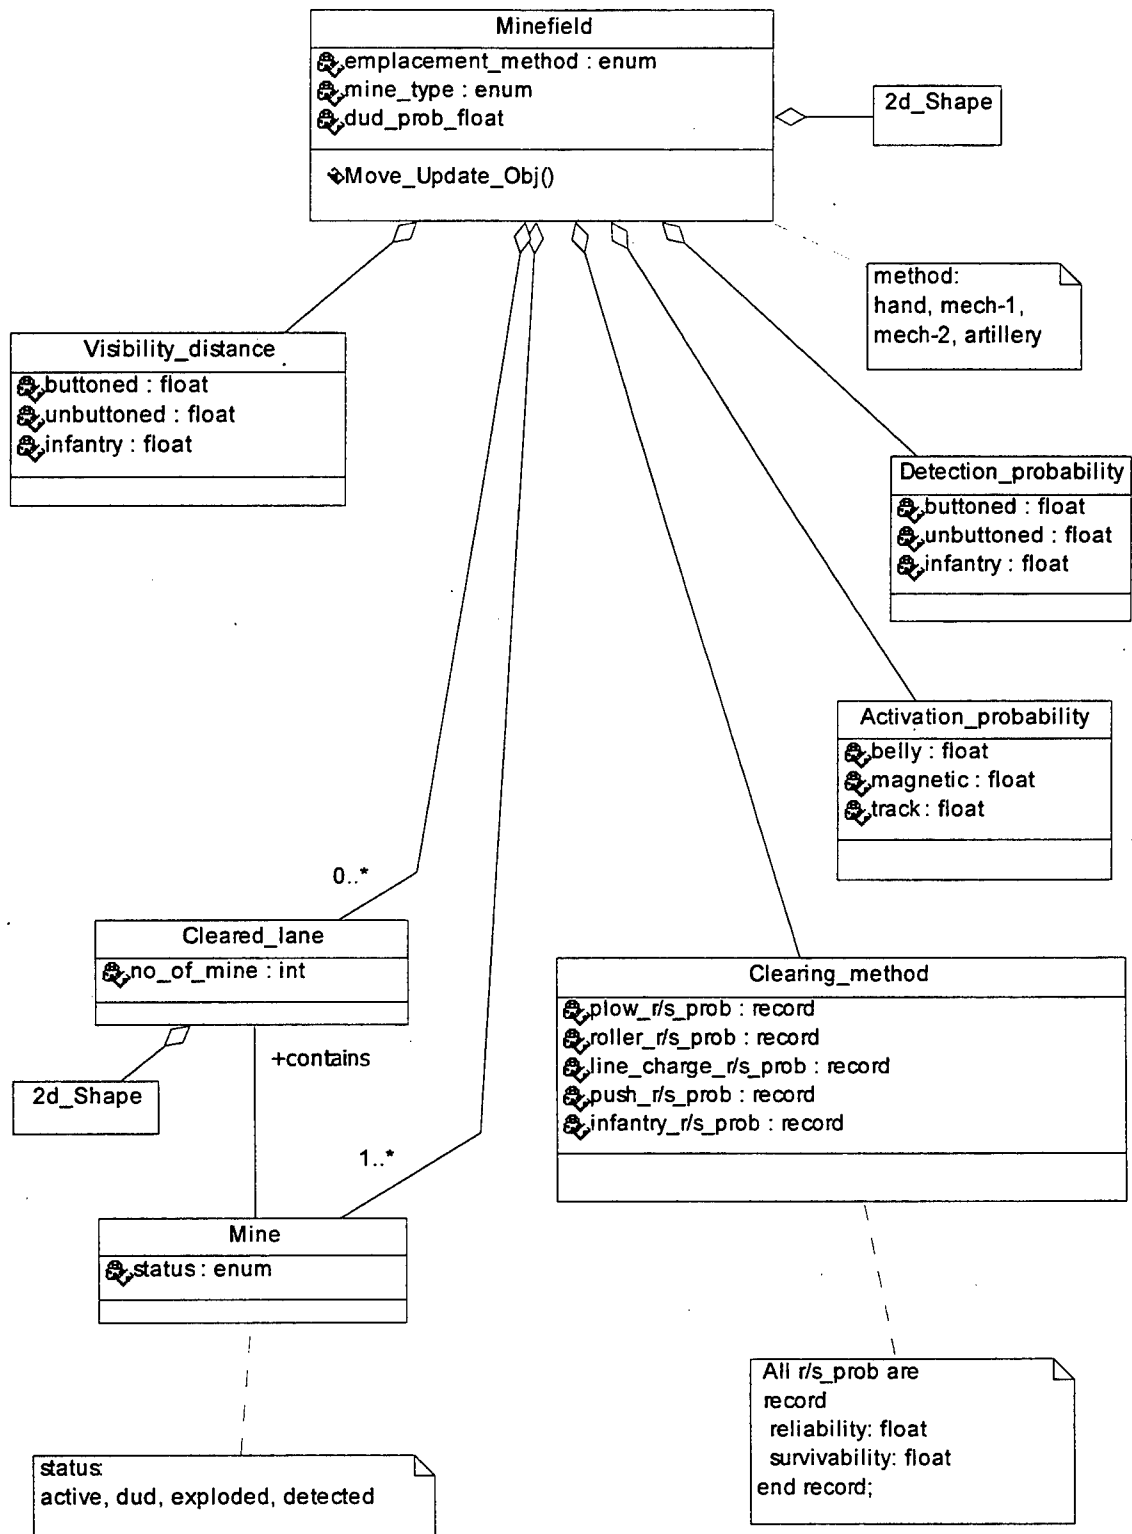 Minefield
emplacement_method : enum
mine_type : enum
dud_prob_float
Move_Update_Obj()
2d_Shape
method:
hand, mech-1,
mech-2, artillery
Visibility_distance
buttoned : float
unbuttoned : float
infantry : float
Detection_probability
buttoned : float
unbuttoned : float
infantry : float
Activation_probability
belly : float
magnetic : float
track : float
0..*
Cleared_lane
no_of_mine : int
Clearing_method
plow_r/s_prob : record
roller_r/s_prob : record
line_charge_r/s_prob : record
push_r/s_prob : record
infantry_r/s_prob : record
+contains
2d_Shape
1..*
Mine
status : enum
All r/s_prob are
record
reliability: float
survivability: float
end record;
status:
active, dud, exploded, detected